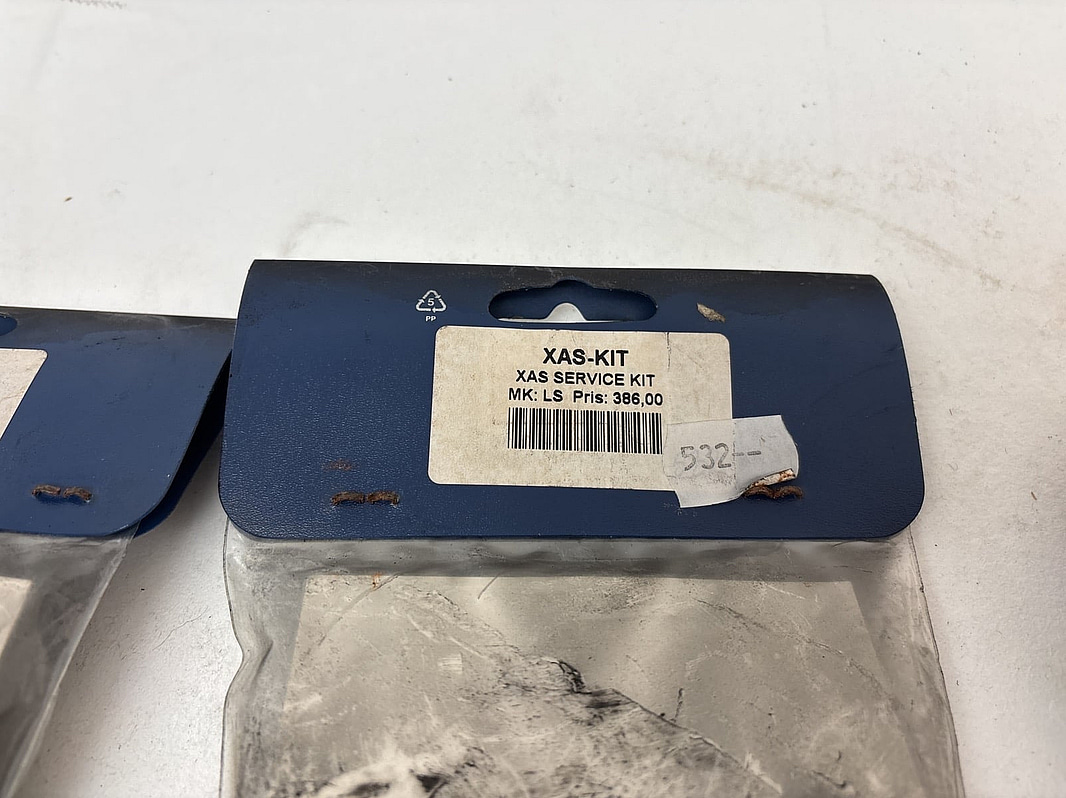 5
PP
XAS-KIT
XAS SERVICE KIT
MK: LS Pris: 386,00
532--